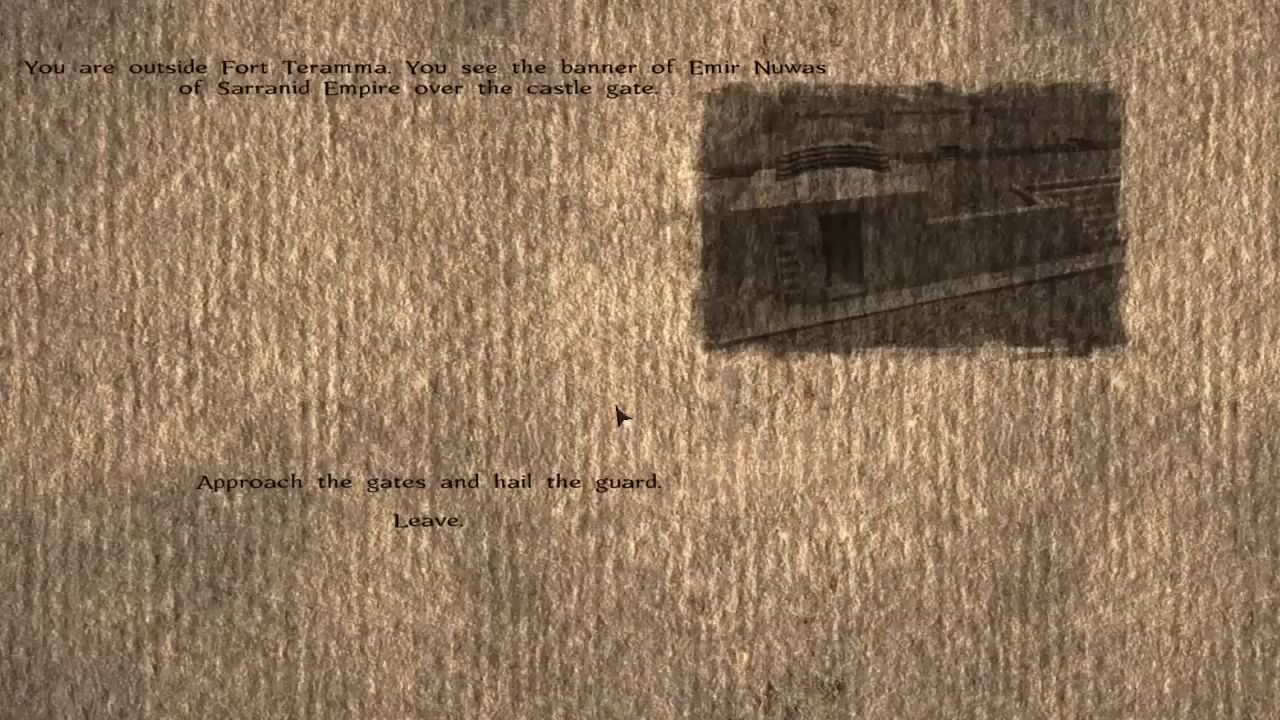 You are outside Fort Teramma. You see the banner of Emir Nuwas
of Sarranid Empire over the castle gate.
Approach the gates and hail the guard.
Leave.